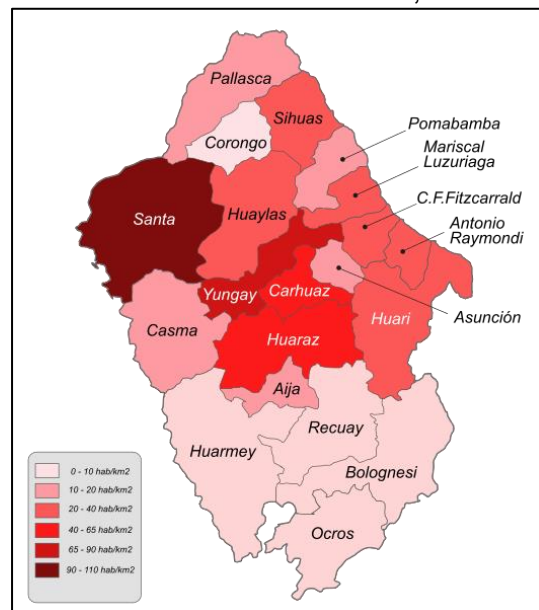 Pallasca
Sihuas
Corongo
Pomabamba
Mariscal
Luzuriaga
C.F.Fitzcarrald
Antonio
Raymondi
Santa
Huaylas
Yungay
Carhuaz
Asunción
Huari
Casma
Huaraz
Aija
Recuay
Huarmey
Bolognesi
Ocros
0 - 10 hab/km2
10 - 20 hab/km2
20 - 40 hab/km2
40 - 65 hab/km2
65 - 90 hab/km2
90 - 110 hab/km2